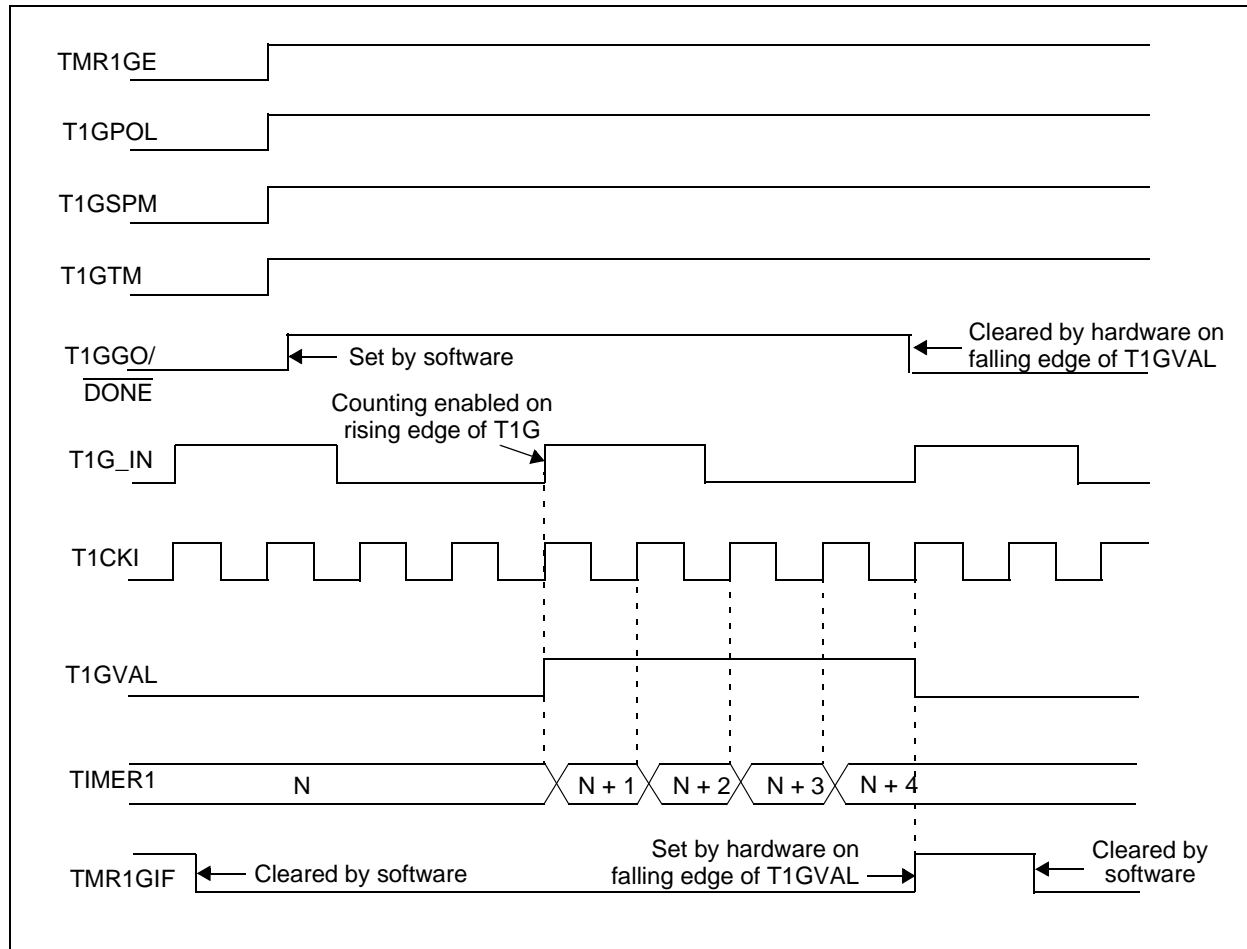 TMR1GE
T1GPOL
T1GSPM
T1GTM
T1GGO/
DONE
Set by software
Cleared by hardware on
falling edge of T1GVAL
Counting enabled on
rising edge of T1G
T1G_IN
T1CKI
T1GVAL
TIMER1
N
N + 1
N + 2
N + 3
N + 4
TMR1GIF
Cleared by software
Set by hardware on
falling edge of T1GVAL
Cleared by
software